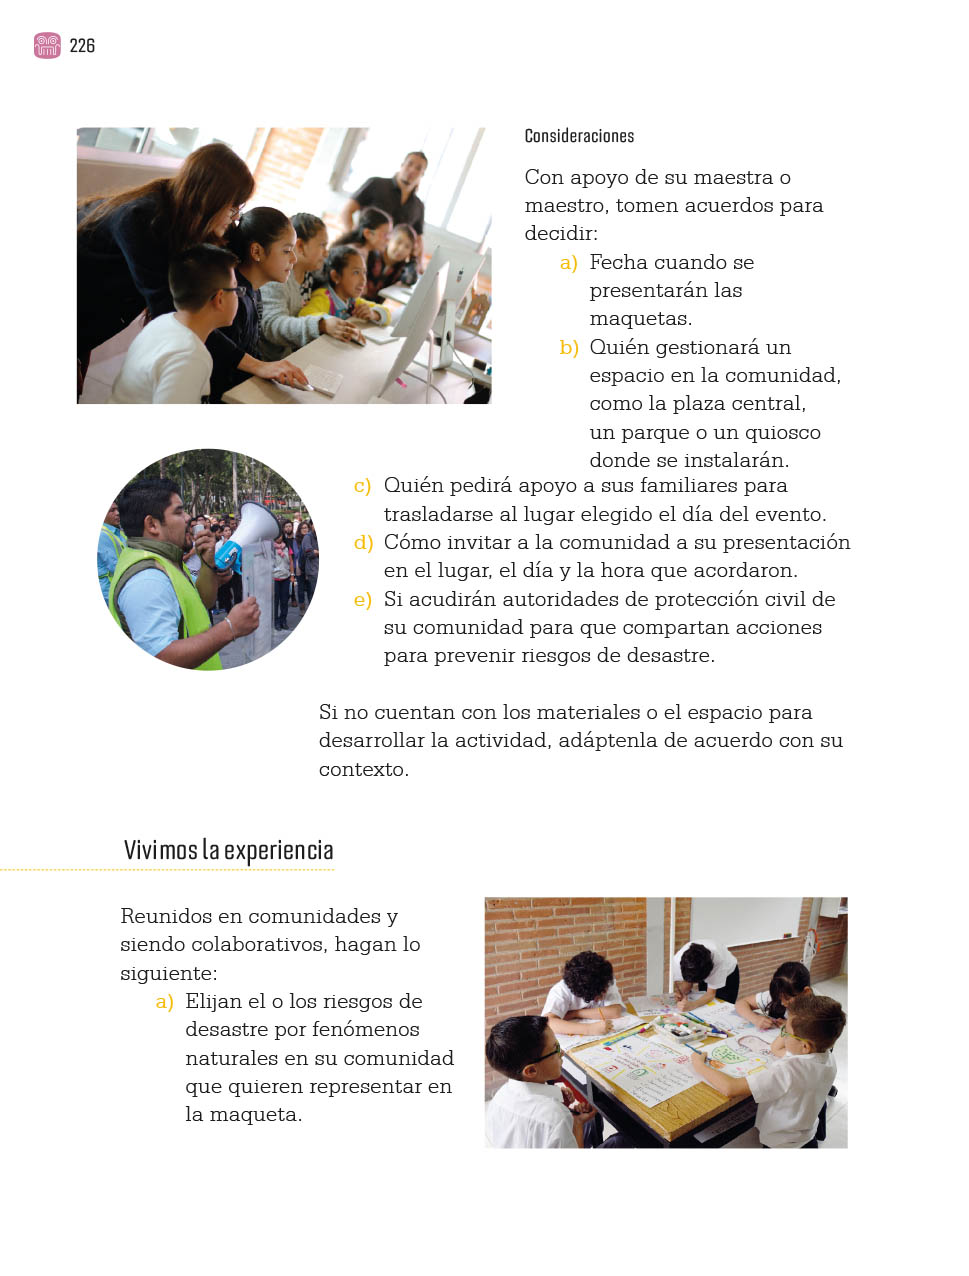 226
Consideraciones
Con apoyo de su maestra o
maestro, tomen acuerdos para
decidir:
a) Fecha cuando se
presentarán las
maquetas.
b) Quién gestionará un
espacio en la comunidad,
como la plaza central,
un parque o un quiosco
donde se instalarán.
c) Quién pedirá apoyo a sus familiares para
trasladarse al lugar elegido el día del evento.
d) Cómo invitar a la comunidad a su presentación
en el lugar, el día y la hora que acordaron.
e) Si acudirán autoridades de protección civil de
su comunidad para que compartan acciones
para prevenir riesgos de desastre.
Si no cuentan con los materiales o el espacio para
desarrollar la actividad, adáptenla de acuerdo con su
contexto.
Vivimos la experiencia
Reunidos en comunidades y
siendo colaborativos, hagan lo
siguiente:
a) Elijan el o los riesgos de
desastre por fenómenos
naturales en su comunidad
que quieren representar en
la maqueta.